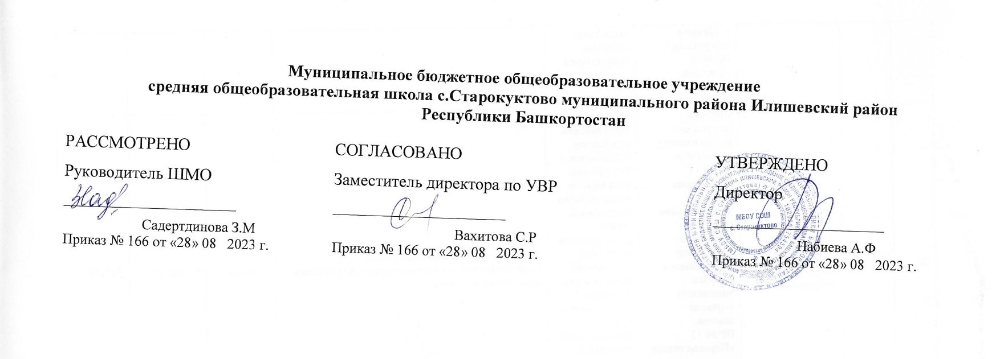 Муниципальное бюджетное общеобразовательное учреждение
средняя общеобразовательная школа с.Старокуктово муниципального района Илишевский район
Республики Башкортостан
РАССМОТРЕНО
Руководитель ШМО
Садертдинова З.М
Приказ № 166 от «28» 08 2023 г.
СОГЛАСОВАНО
Заместитель директора по УВР
Вахитова С.Р
Приказ № 166 от «28» 08 2023 г.
УТВЕРЖДЕНО
Директор
МБОУ СОШ
с. Старокуктово
Набиева А.Ф
Приказ № 166 от «28» 08 2023 г.